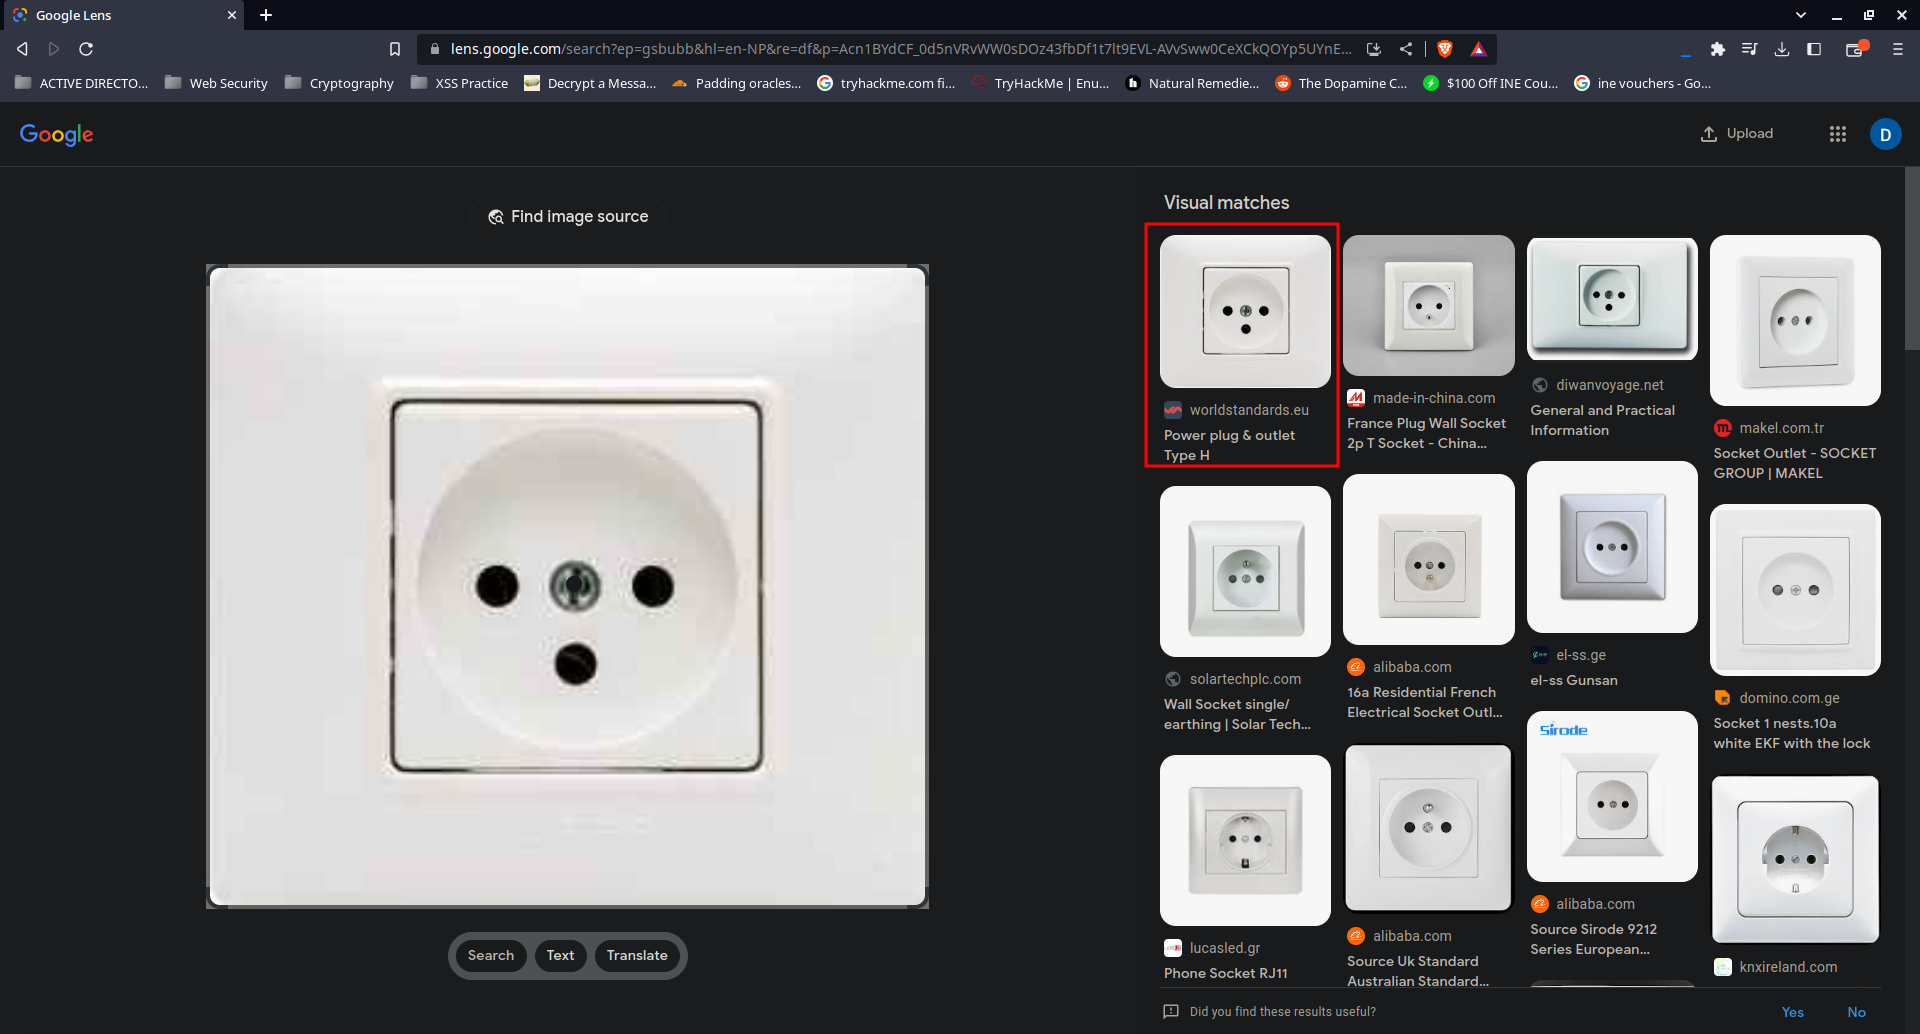 Google Lens
lens.google.com/search?ep=gsbubb&hl=en-NP&re=df&p=Acn1BYdCF_0d5nVRvWW0sDOz43fbDf1t7lt9EVL-AVvSww0CeXCkQOYp5UYnE...
ACTIVE DIRECTO...
Web Security
Cryptography
XSS Practice
Decrypt a Messa...
Padding oracles...
tryhackme.com fi...
TryHackMe | Enu...
Natural Remedie...
The Dopamine C...
$100 Off INE Cou...
ine vouchers - Go...
Google
Upload
D
Find image source
Search
Text
Translate
Visual matches
worldstandards.eu
Power plug & outlet
Type H
made-in-china.com
France Plug Wall Socket
2p T Socket - China...
diwanvoyage.net
General and Practical
Information
makel.com.tr
Socket Outlet - SOCKET
GROUP | MAKEL
solartechplc.com
Wall Socket single/
earthing | Solar Tech...
alibaba.com
16a Residential French
Electrical Socket Outl...
el-ss.ge
el-ss Gunsan
domino.com.ge
Socket 1 nests.10a
white EKF with the lock
Sirode
lucasled.gr
Phone Socket RJ11
alibaba.com
Source Uk Standard
Australian Standard...
alibaba.com
Source Sirode 9212
Series European...
knxireland.com
Did you find these results useful?
Yes
No